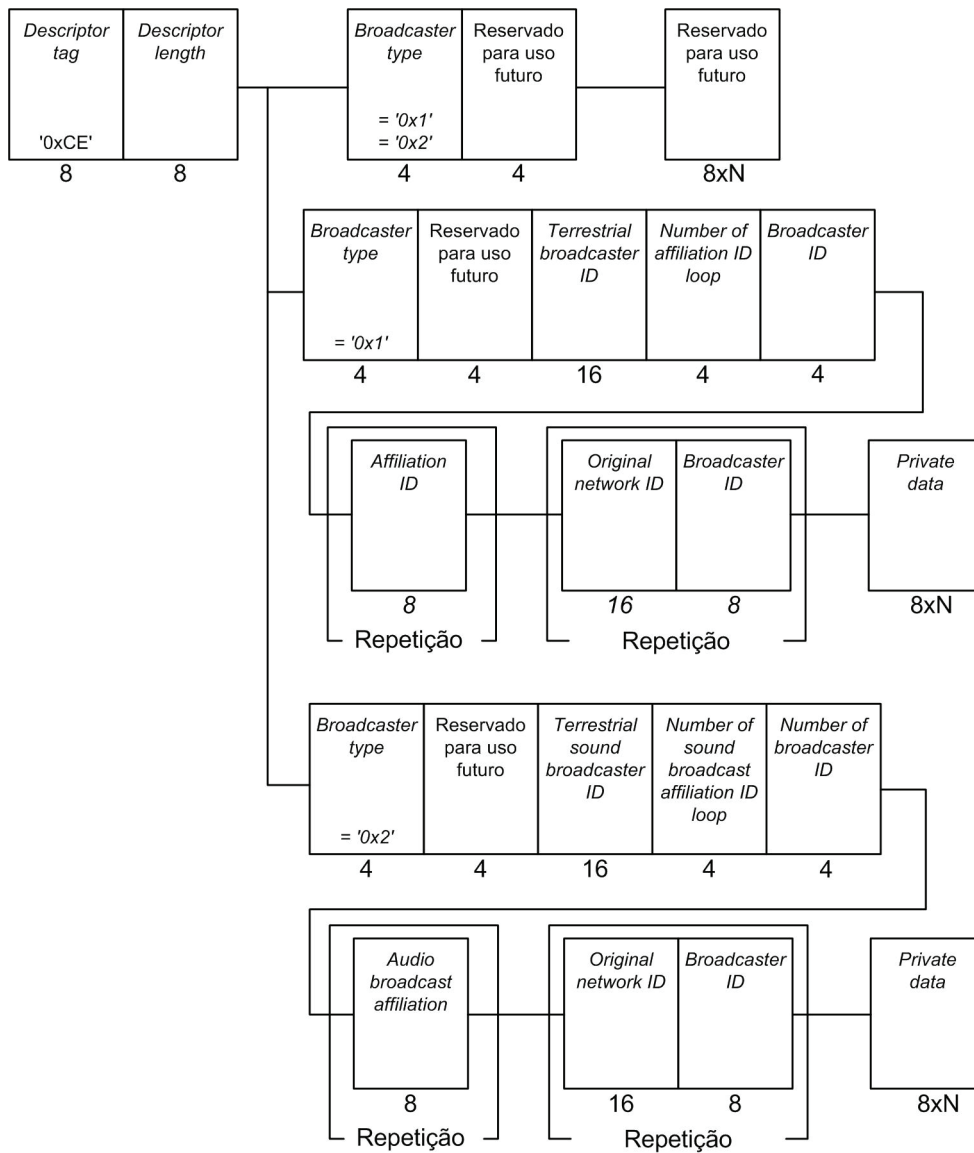 Descriptor
tag
'0xCE'
8
Descriptor
length
8
Broadcaster
type
= '0x1'
= '0x2'
4
Reservado
para uso
futuro
4
Reservado
para uso
futuro
8xN
Broadcaster
type
= '0x1'
4
Reservado
para uso
futuro
4
Terrestrial
broadcaster
ID
16
Number of
affiliation ID
loop
4
Broadcaster
ID
4
Affiliation
ID
8
Repetição
Original
network ID
16
Broadcaster
ID
8
Repetição
Private
data
8xN
Broadcaster
type
= '0x2'
4
Reservado
para uso
futuro
4
Terrestrial
sound
broadcaster
ID
16
Number of
sound
broadcast
affiliation ID
loop
4
Number of
broadcaster
ID
4
Audio
broadcast
affiliation
8
Repetição
Original
network ID
16
Broadcaster
ID
8
Repetição
Private
data
8xN